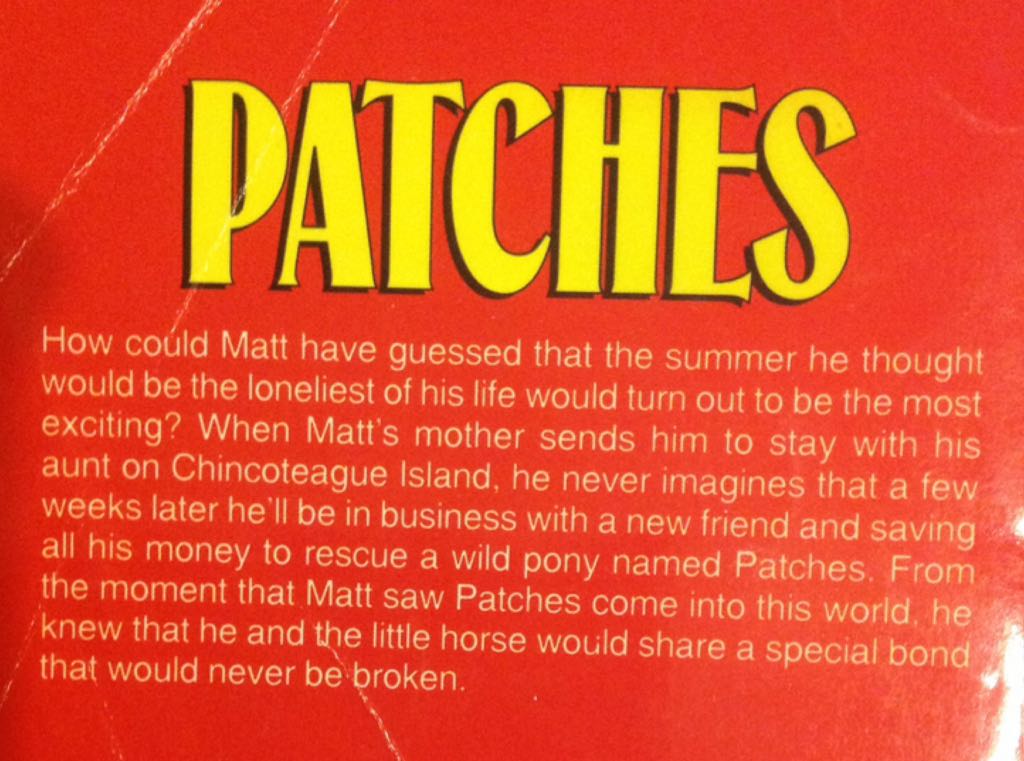 PATCHES
How could Matt have guessed that the summer he thought
would be the loneliest of his life would turn out to be the most
exciting? When Matt's mother sends him to stay with his
aunt on Chincoteague Island, he never imagines that a few
weeks later he'll be in business with a new friend and saving
all his money to rescue a wild pony named Patches. From
the moment that Matt saw Patches come into this world, he
knew that he and the little horse would share a special bond
that would never be broken.